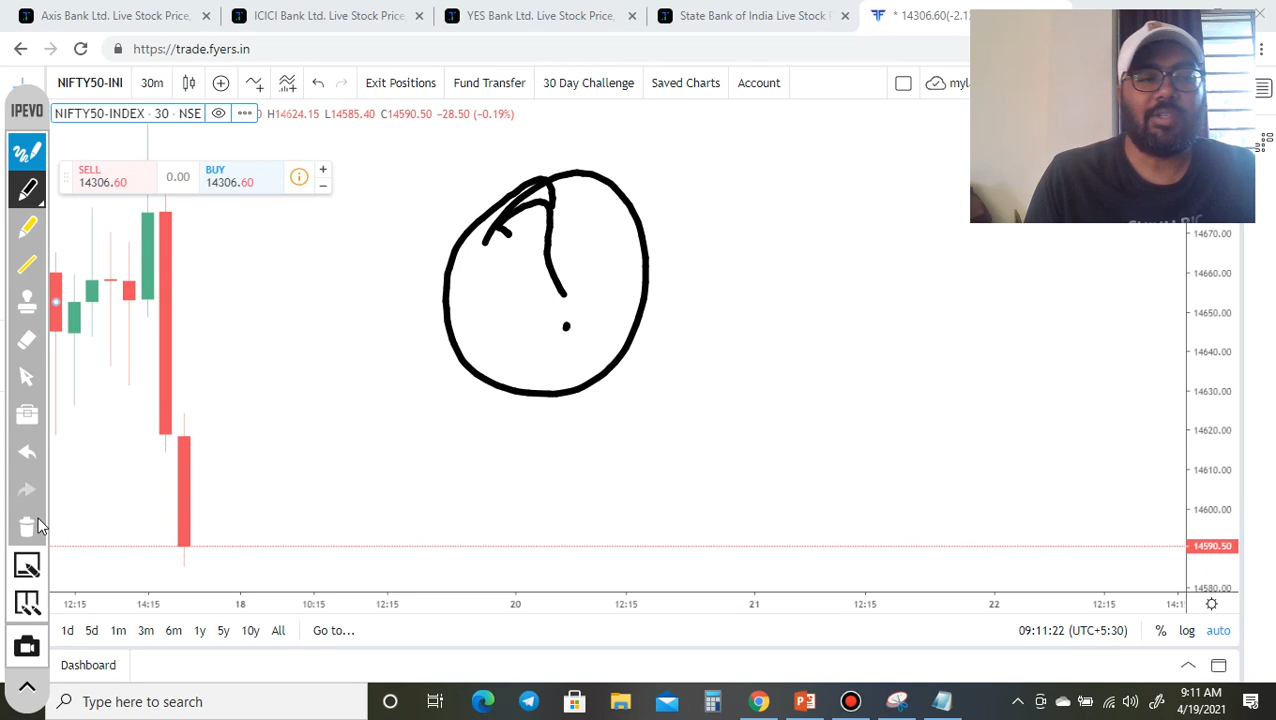 Axis Bank Ltd. Live Stock Price,
ICICI Bank Ltd. Live Stock Pri
YES Bank Ltd. Live Stock Price,
State Bank of India Live Stock P
* 14306.60(-2.12
https://trade.fyers.in
NIFTY50-INI
30m
Exit Positions
Fund Transfer
Day Challenge
Saved Charts
Account
IPEVO
NIFTY50-INDEX · 30 · NSE
H14624.15 L14585.40 C14590.50 −28.50 (−0.19%)
SELL
14306.60
0.00
BUY
14306.60
14670.00
14660.00
14650.00
14640.00
14630.00
14620.00
14610.00
14600.00
14590.50
14580.00
12:15 14:15 18 10:15 12:15 20 12:15 21 12:15 22 12:15
1d 5d 1m 3m 6m 1y 5y 10y All Go to...
09:11:22 (UTC+5:30) % log auto
Dashboard
Type here to search
9:11 AM
4/19/2021